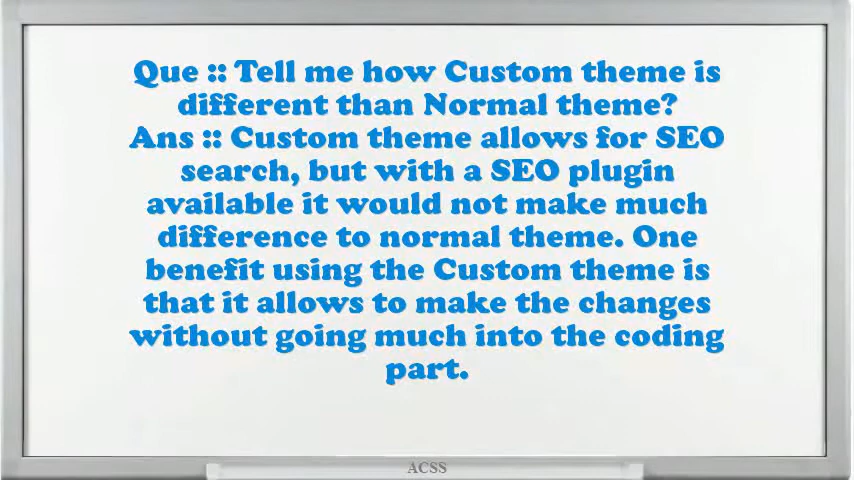 Que :: Tell me how Custom theme is
different than Normal theme?
Ans :: Custom theme allows for SEO
search, but with a SEO plugin
available it would not make much
difference to normal theme. One
benefit using the Custom theme is
that it allows to make the changes
without going much into the coding
part.
ACSS